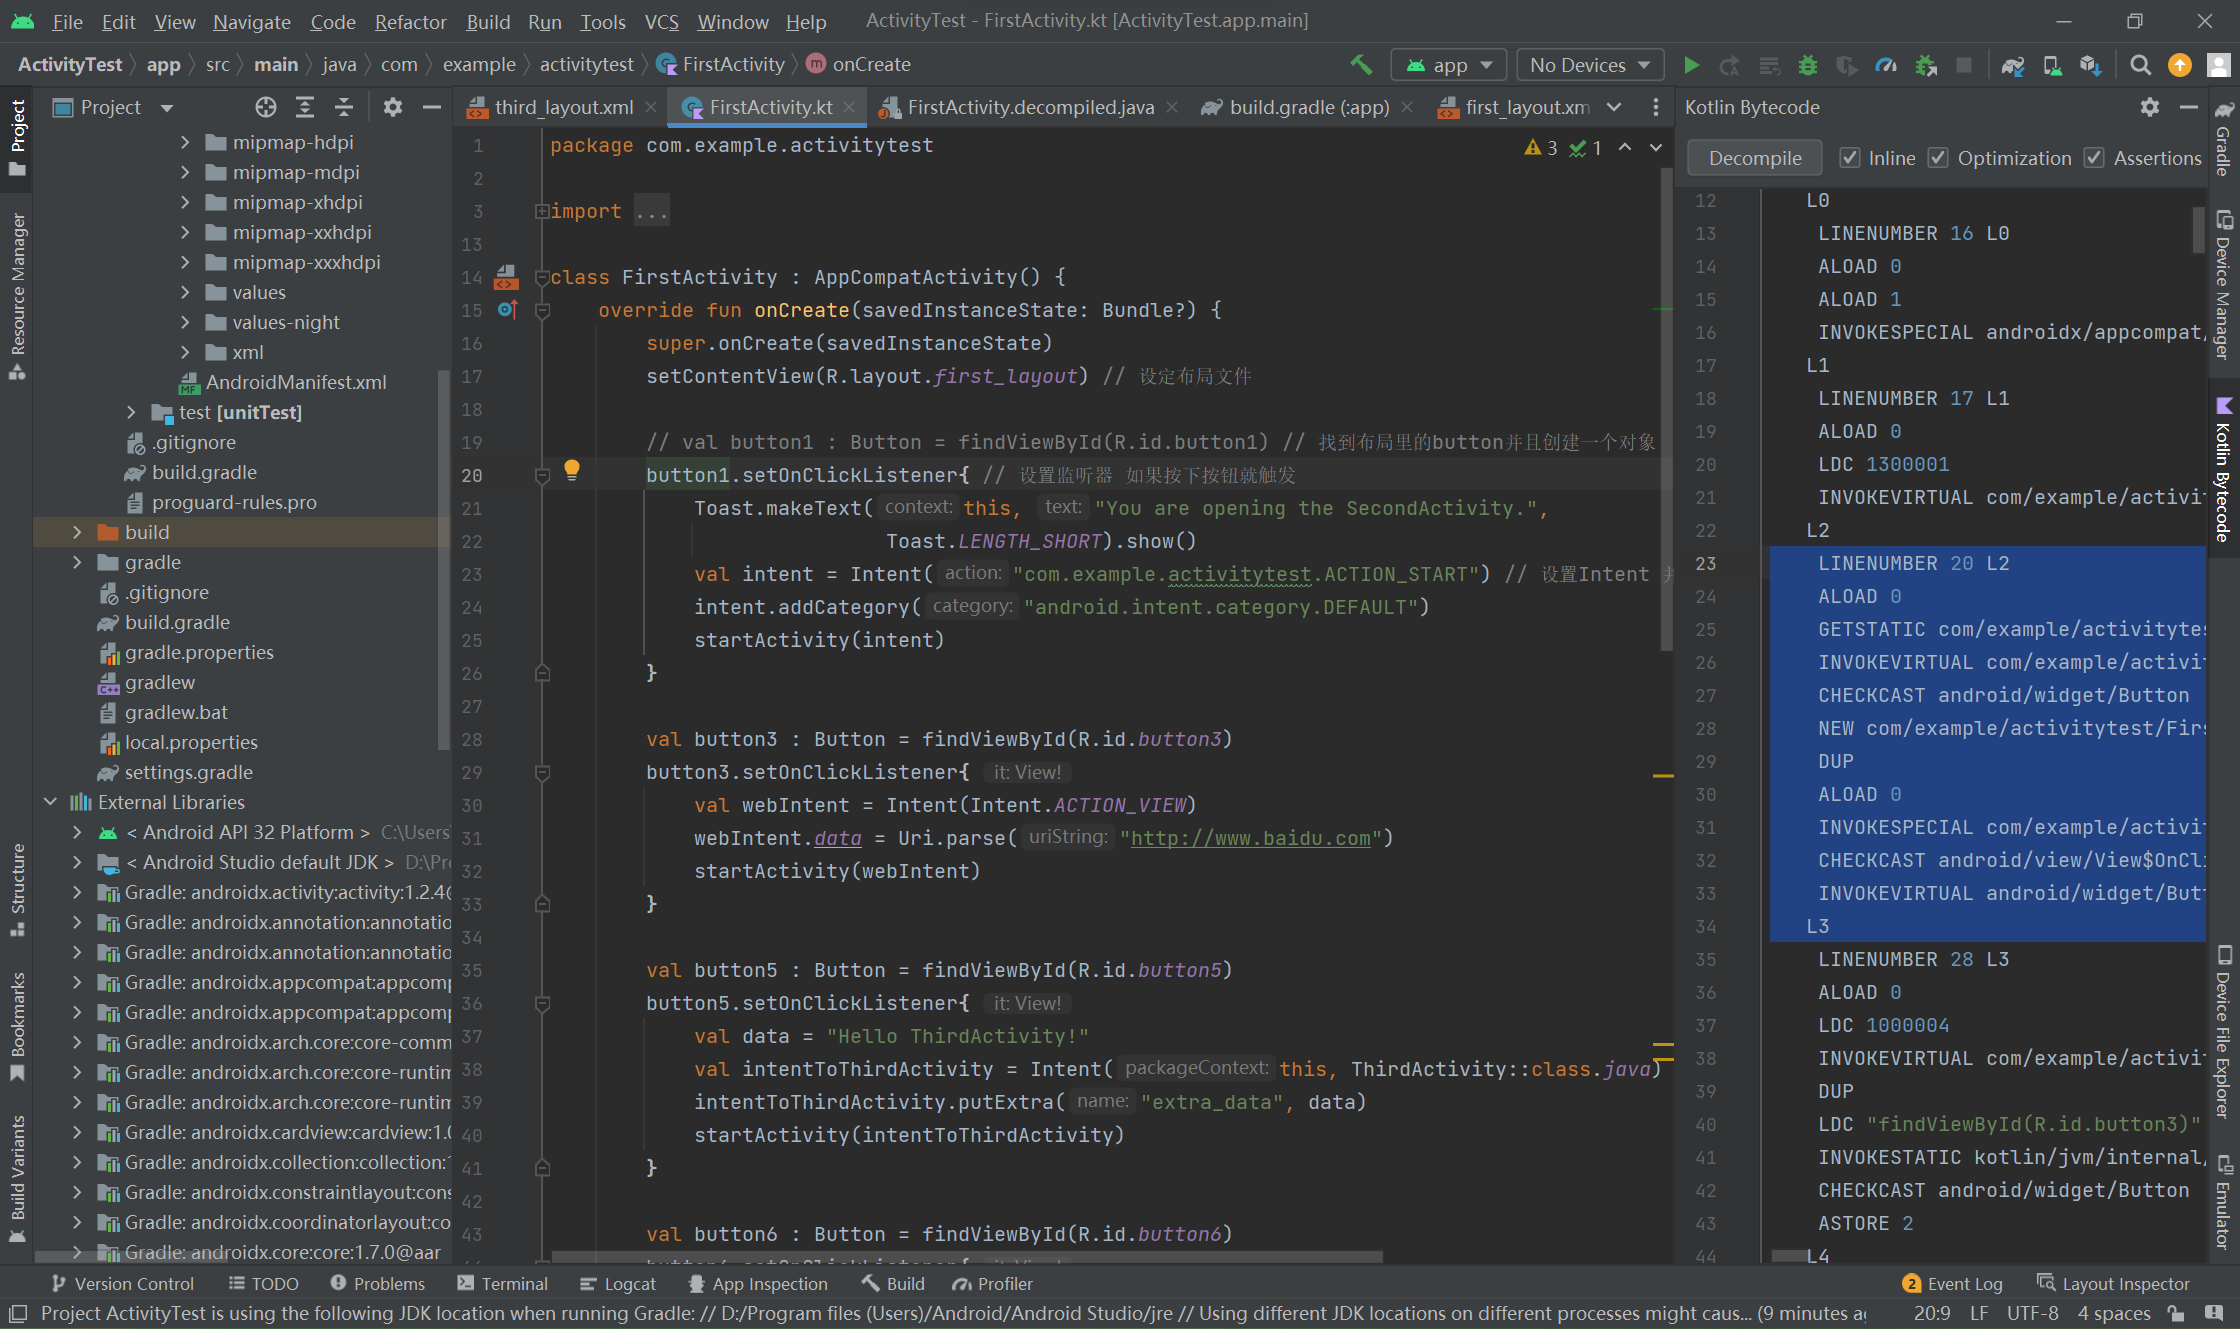 File Edit View Navigate Code Refactor Build Run Tools VCS Window Help ActivityTest - FirstActivity.kt [ActivityTest.app.main]
ActivityTest app src main java com example activitytest FirstActivity onCreate app No Devices
Project
Resource Manager
Structure
Bookmarks
Build Variants
Project
mipmap-hdpi
mipmap-mdpi
mipmap-xhdpi
mipmap-xxhdpi
mipmap-xxxhdpi
values
values-night
xml
AndroidManifest.xml
test [unitTest]
.gitignore
build.gradle
proguard-rules.pro
build
gradle
.gitignore
build.gradle
gradle.properties
gradlew
gradlew.bat
local.properties
settings.gradle
External Libraries
< Android API 32 Platform > C:\Users\
< Android Studio default JDK > D:\Pr
Gradle: androidx.activity:activity:1.2.4@
Gradle: androidx.annotation:annotatio
Gradle: androidx.annotation:annotatio
Gradle: androidx.appcompat:appcomp
Gradle: androidx.appcompat:appcomp
Gradle: androidx.arch.core:core-comm
Gradle: androidx.arch.core:core-runtim
Gradle: androidx.arch.core:core-runtim
Gradle: androidx.cardview:cardview:1.0
Gradle: androidx.collection:collection:
Gradle: androidx.constraintlayout:cons
Gradle: androidx.coordinatorlayout:co
Gradle: androidx.core:core:1.7.0@aar
third_layout.xml FirstActivity.kt FirstActivity.decompiled.java build.gradle (:app) first_layout.xm
3 1
1 package com.example.activitytest
2
3 import ...
13
14 class FirstActivity : AppCompatActivity() {
15 override fun onCreate(savedInstanceState: Bundle?) {
16 super.onCreate(savedInstanceState)
17 setContentView(R.layout.first_layout) // 设定布局文件
18
19 // val button1 : Button = findViewById(R.id.button1) // 找到布局里的button并且创建一个对象
20 button1.setOnClickListener{ // 设置监听器 如果按下按钮就触发
21 Toast.makeText( context: this, text: "You are opening the SecondActivity.",
22 Toast.LENGTH_SHORT).show()
23 val intent = Intent( action: "com.example.activitytest.ACTION_START") // 设置Intent 并
24 intent.addCategory( category: "android.intent.category.DEFAULT")
25 startActivity(intent)
26 }
27
28 val button3 : Button = findViewById(R.id.button3)
29 button3.setOnClickListener{ it: View!
30 val webIntent = Intent(Intent.ACTION_VIEW)
31 webIntent.data = Uri.parse( uriString: "http://www.baidu.com")
32 startActivity(webIntent)
33 }
34
35 val button5 : Button = findViewById(R.id.button5)
36 button5.setOnClickListener{ it: View!
37 val data = "Hello ThirdActivity!"
38 val intentToThirdActivity = Intent( packageContext: this, ThirdActivity::class.java)
39 intentToThirdActivity.putExtra( name: "extra_data", data)
40 startActivity(intentToThirdActivity)
41 }
42
43 val button6 : Button = findViewById(R.id.button6)
Kotlin Bytecode
Decompile Inline Optimization Assertions
12 L0
13 LINENUMBER 16 L0
14 ALOAD 0
15 ALOAD 1
16 INVOKESPECIAL androidx/appcompat/
17 L1
18 LINENUMBER 17 L1
19 ALOAD 0
20 LDC 1300001
21 INVOKEVIRTUAL com/example/activit
22 L2
23 LINENUMBER 20 L2
24 ALOAD 0
25 GETSTATIC com/example/activityte
26 INVOKEVIRTUAL com/example/activit
27 CHECKCAST android/widget/Button
28 NEW com/example/activitytest/Firs
29 DUP
30 ALOAD 0
31 INVOKESPECIAL com/example/activit
32 CHECKCAST android/view/View$OnCli
33 INVOKEVIRTUAL android/widget/Butt
34 L3
35 LINENUMBER 28 L3
36 ALOAD 0
37 LDC 1000004
38 INVOKEVIRTUAL com/example/activit
39 DUP
40 LDC "findViewById(R.id.button3)"
41 INVOKESTATIC kotlin/jvm/internal/
42 CHECKCAST android/widget/Button
43 ASTORE 2
44 L4
Gradle
Device Manager
Kotlin Bytecode
Device File Explorer
Emulator
Version Control TODO Problems Terminal Logcat App Inspection Build Profiler 2 Event Log Layout Inspector
Project ActivityTest is using the following JDK location when running Gradle: // D:/Program files (Users)/Android/Android Studio/jre // Using different JDK locations on different processes might caus... (9 minutes ag 20:9 LF UTF-8 4 spaces